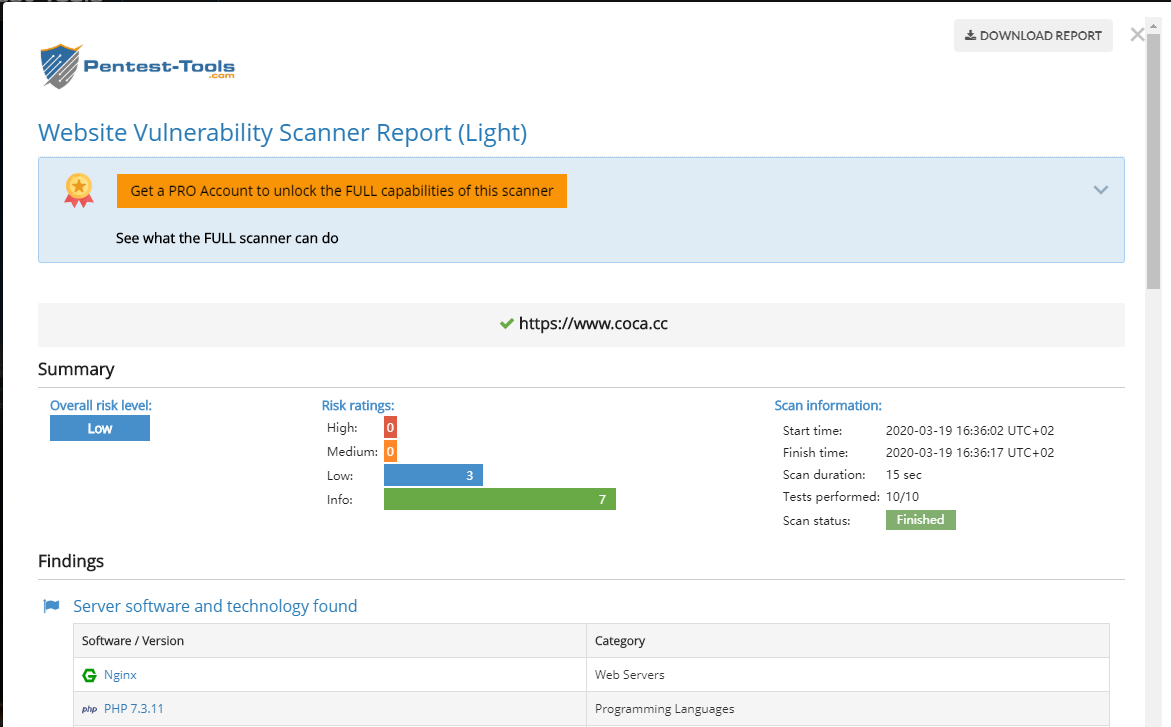 DOWNLOAD REPORT
Pentest-Tools
.com
Website Vulnerability Scanner Report (Light)
Get a PRO Account to unlock the FULL capabilities of this scanner
See what the FULL scanner can do
https://www.coca.cc
Summary
Overall risk level:
Low
Risk ratings:
High: 0
Medium: 0
Low: 3
Info: 7
Scan information:
Start time: 2020-03-19 16:36:02 UTC+02
Finish time: 2020-03-19 16:36:17 UTC+02
Scan duration: 15 sec
Tests performed: 10/10
Scan status: Finished
Findings
Server software and technology found
Software / Version Category
Nginx Web Servers
php PHP 7.3.11 Programming Languages